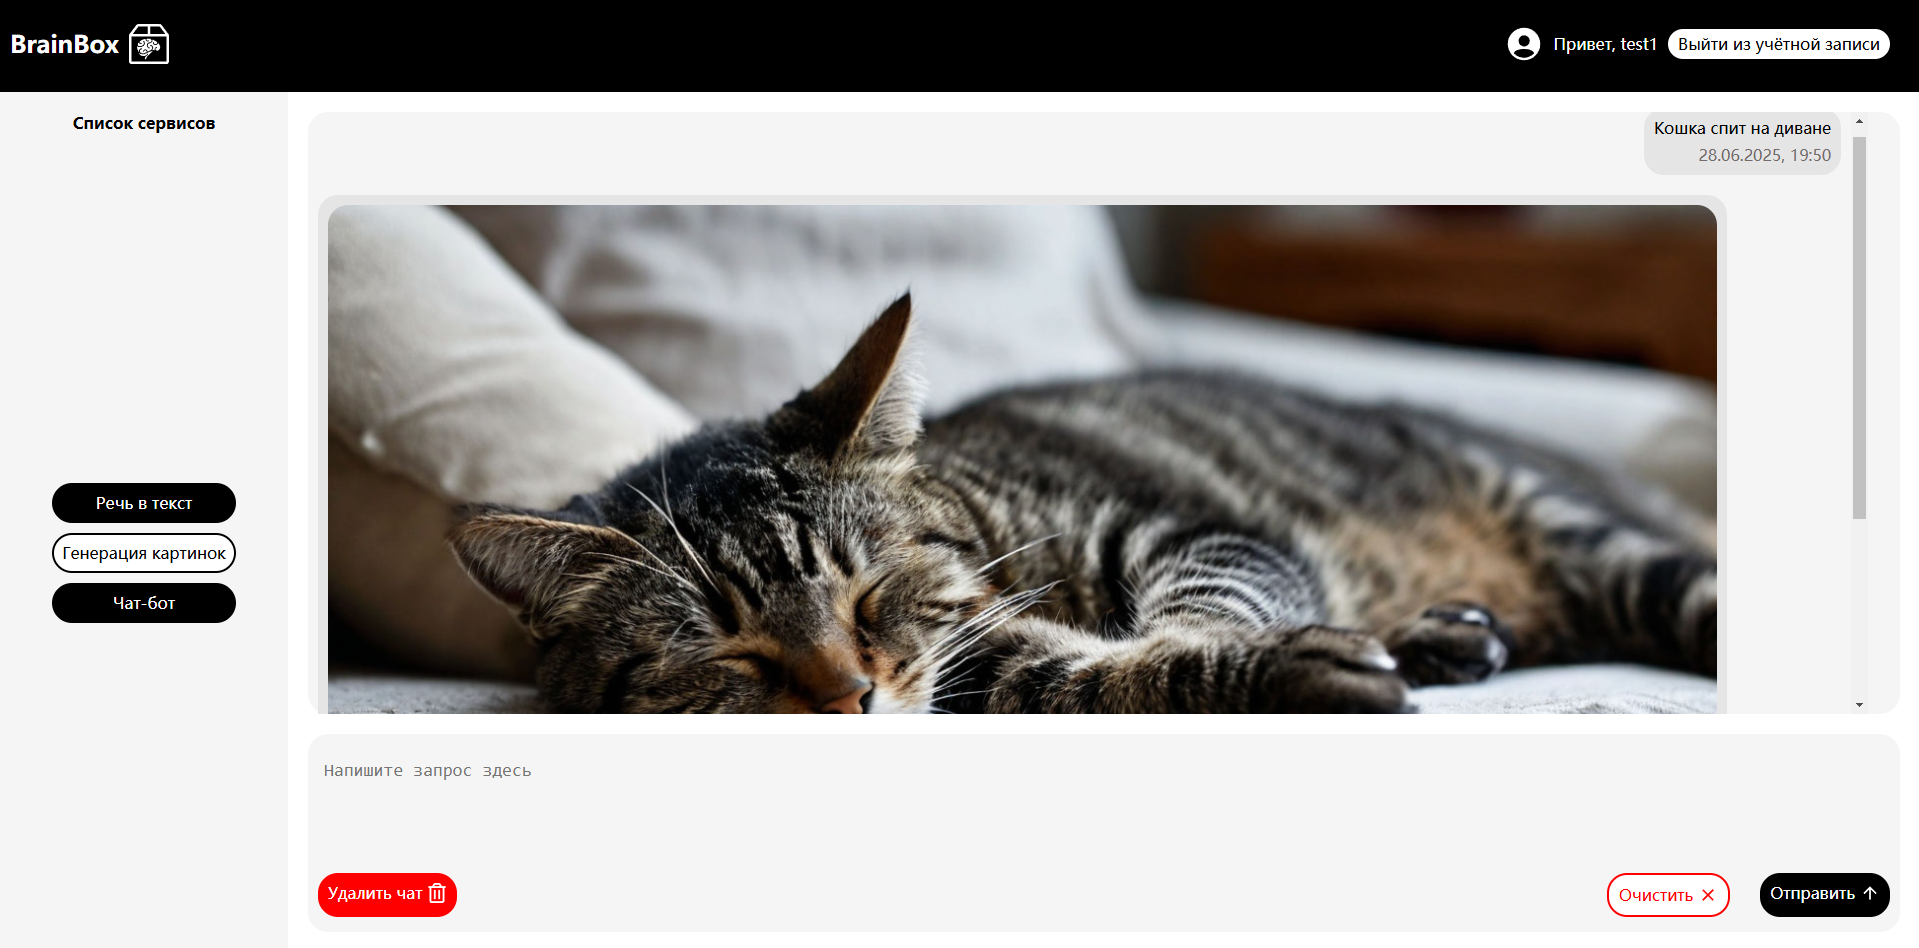 BrainBox
Привет, test1
Выйти из учётной записи
Список сервисов
Речь в текст
Генерация картинок
Чат-бот
Кошка спит на диване
28.06.2025, 19:50
Напишите запрос здесь
Удалить чат
Очистить
Отправить